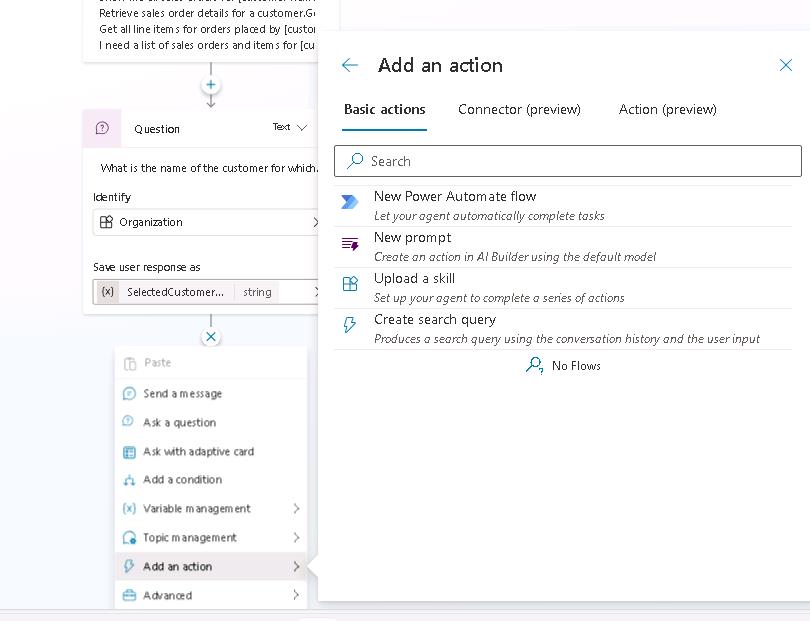 Retrieve sales order details for a customer.Ge
Get all line items for orders placed by [custor
I need a list of sales orders and items for [cu
Question
Text
What is the name of the customer for which.
Identify
Organization
Save user response as
{x} SelectedCustomer... string
Paste
Send a message
Ask a question
Ask with adaptive card
Add a condition
{x} Variable management
Topic management
Add an action
Advanced
Add an action
Basic actions Connector (preview) Action (preview)
Search
New Power Automate flow
Let your agent automatically complete tasks
New prompt
Create an action in AI Builder using the default model
Upload a skill
Set up your agent to complete a series of actions
Create search query
Produces a search query using the conversation history and the user input
No Flows